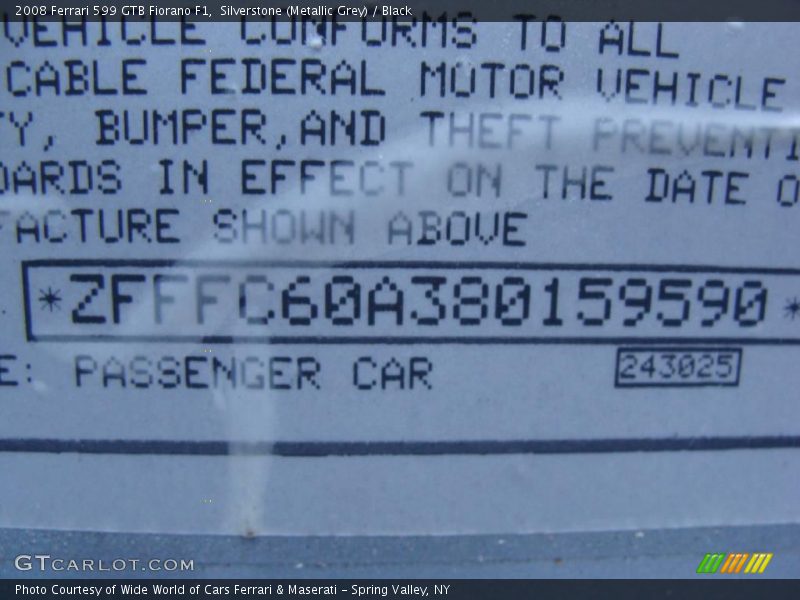 2008 Ferrari 599 GTB Fiorano F1,  Silverstone (Metallic Grey) / Black
VEHICLE CONFORMS TO ALL
CABLE FEDERAL MOTOR VEHICLE
TY, BUMPER,AND THEFT PREVENTI
DARDS IN EFFECT ON THE DATE O
FACTURE SHOWN ABOVE
*ZFFFC60A380159590*
E: PASSENGER CAR 243025
GTCARLOT.COM
Photo Courtesy of Wide World of Cars Ferrari & Maserati - Spring Valley, NY